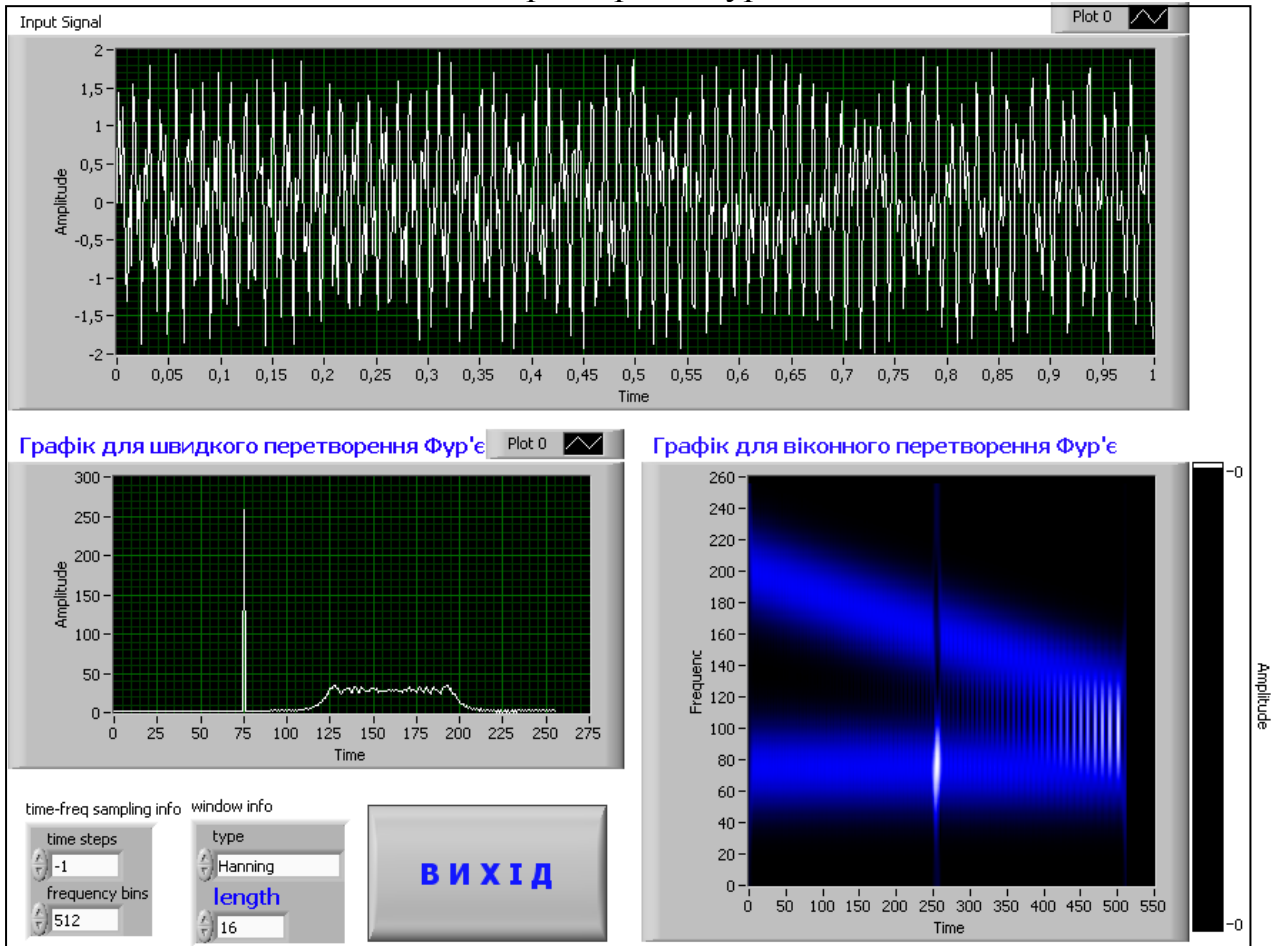 Input Signal
Plot 0
Amplitude
2
1,5
1
0,5
0
-0,5
-1
-1,5
-2
0 0,05 0,1 0,15 0,2 0,25 0,3 0,35 0,4 0,45 0,5 0,55 0,6 0,65 0,7 0,75 0,8 0,85 0,9 0,95 1
Time
Графік для швидкого перетворення Фур'є
Plot 0
Amplitude
300
250
200
150
100
50
0
0 25 50 75 100 125 150 175 200 225 250 275
Time
Графік для віконного перетворення Фур'є
Frequenc
260
240
220
200
180
160
140
120
100
80
60
40
20
0
0 50 100 150 200 250 300 350 400 450 500 550
Time
-0
-0
Amplitude
time-freq sampling info
time steps
-1
frequency bins
512
window info
type
Hanning
length
16
ВИХІД